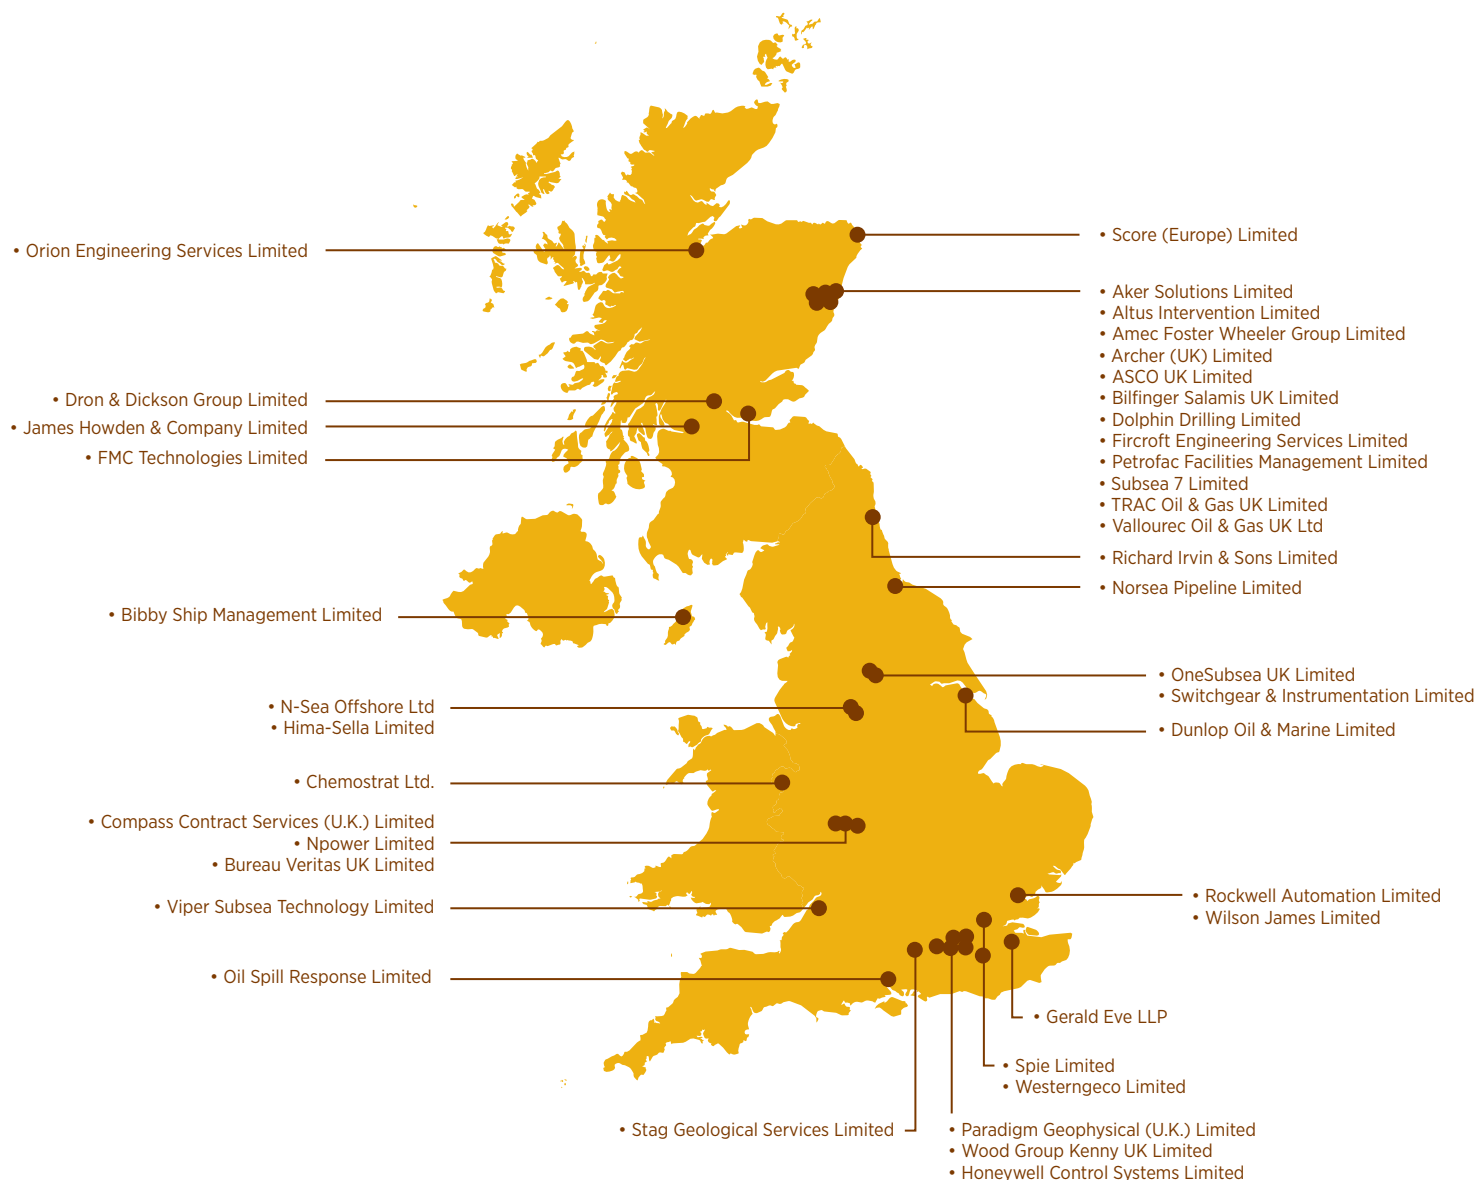 • Orion Engineering Services Limited
• Dron & Dickson Group Limited
• James Howden & Company Limited
• FMC Technologies Limited
• Bibby Ship Management Limited
• N-Sea Offshore Ltd
• Hima-Sella Limited
• Chemostrat Ltd.
• Compass Contract Services (U.K.) Limited
• Npower Limited
• Bureau Veritas UK Limited
• Viper Subsea Technology Limited
• Oil Spill Response Limited
• Score (Europe) Limited
• Aker Solutions Limited
• Altus Intervention Limited
• Amec Foster Wheeler Group Limited
• Archer (UK) Limited
• ASCO UK Limited
• Bilfinger Salamis UK Limited
• Dolphin Drilling Limited
• Fircroft Engineering Services Limited
• Petrofac Facilities Management Limited
• Subsea 7 Limited
• TRAC Oil & Gas UK Limited
• Vallourec Oil & Gas UK Ltd
• Richard Irvin & Sons Limited
• Norsea Pipeline Limited
• OneSubsea UK Limited
• Switchgear & Instrumentation Limited
• Dunlop Oil & Marine Limited
• Rockwell Automation Limited
• Wilson James Limited
• Gerald Eve LLP
• Spie Limited
• Westerngeco Limited
• Stag Geological Services Limited
• Paradigm Geophysical (U.K.) Limited
• Wood Group Kenny UK Limited
• Honeywell Control Systems Limited